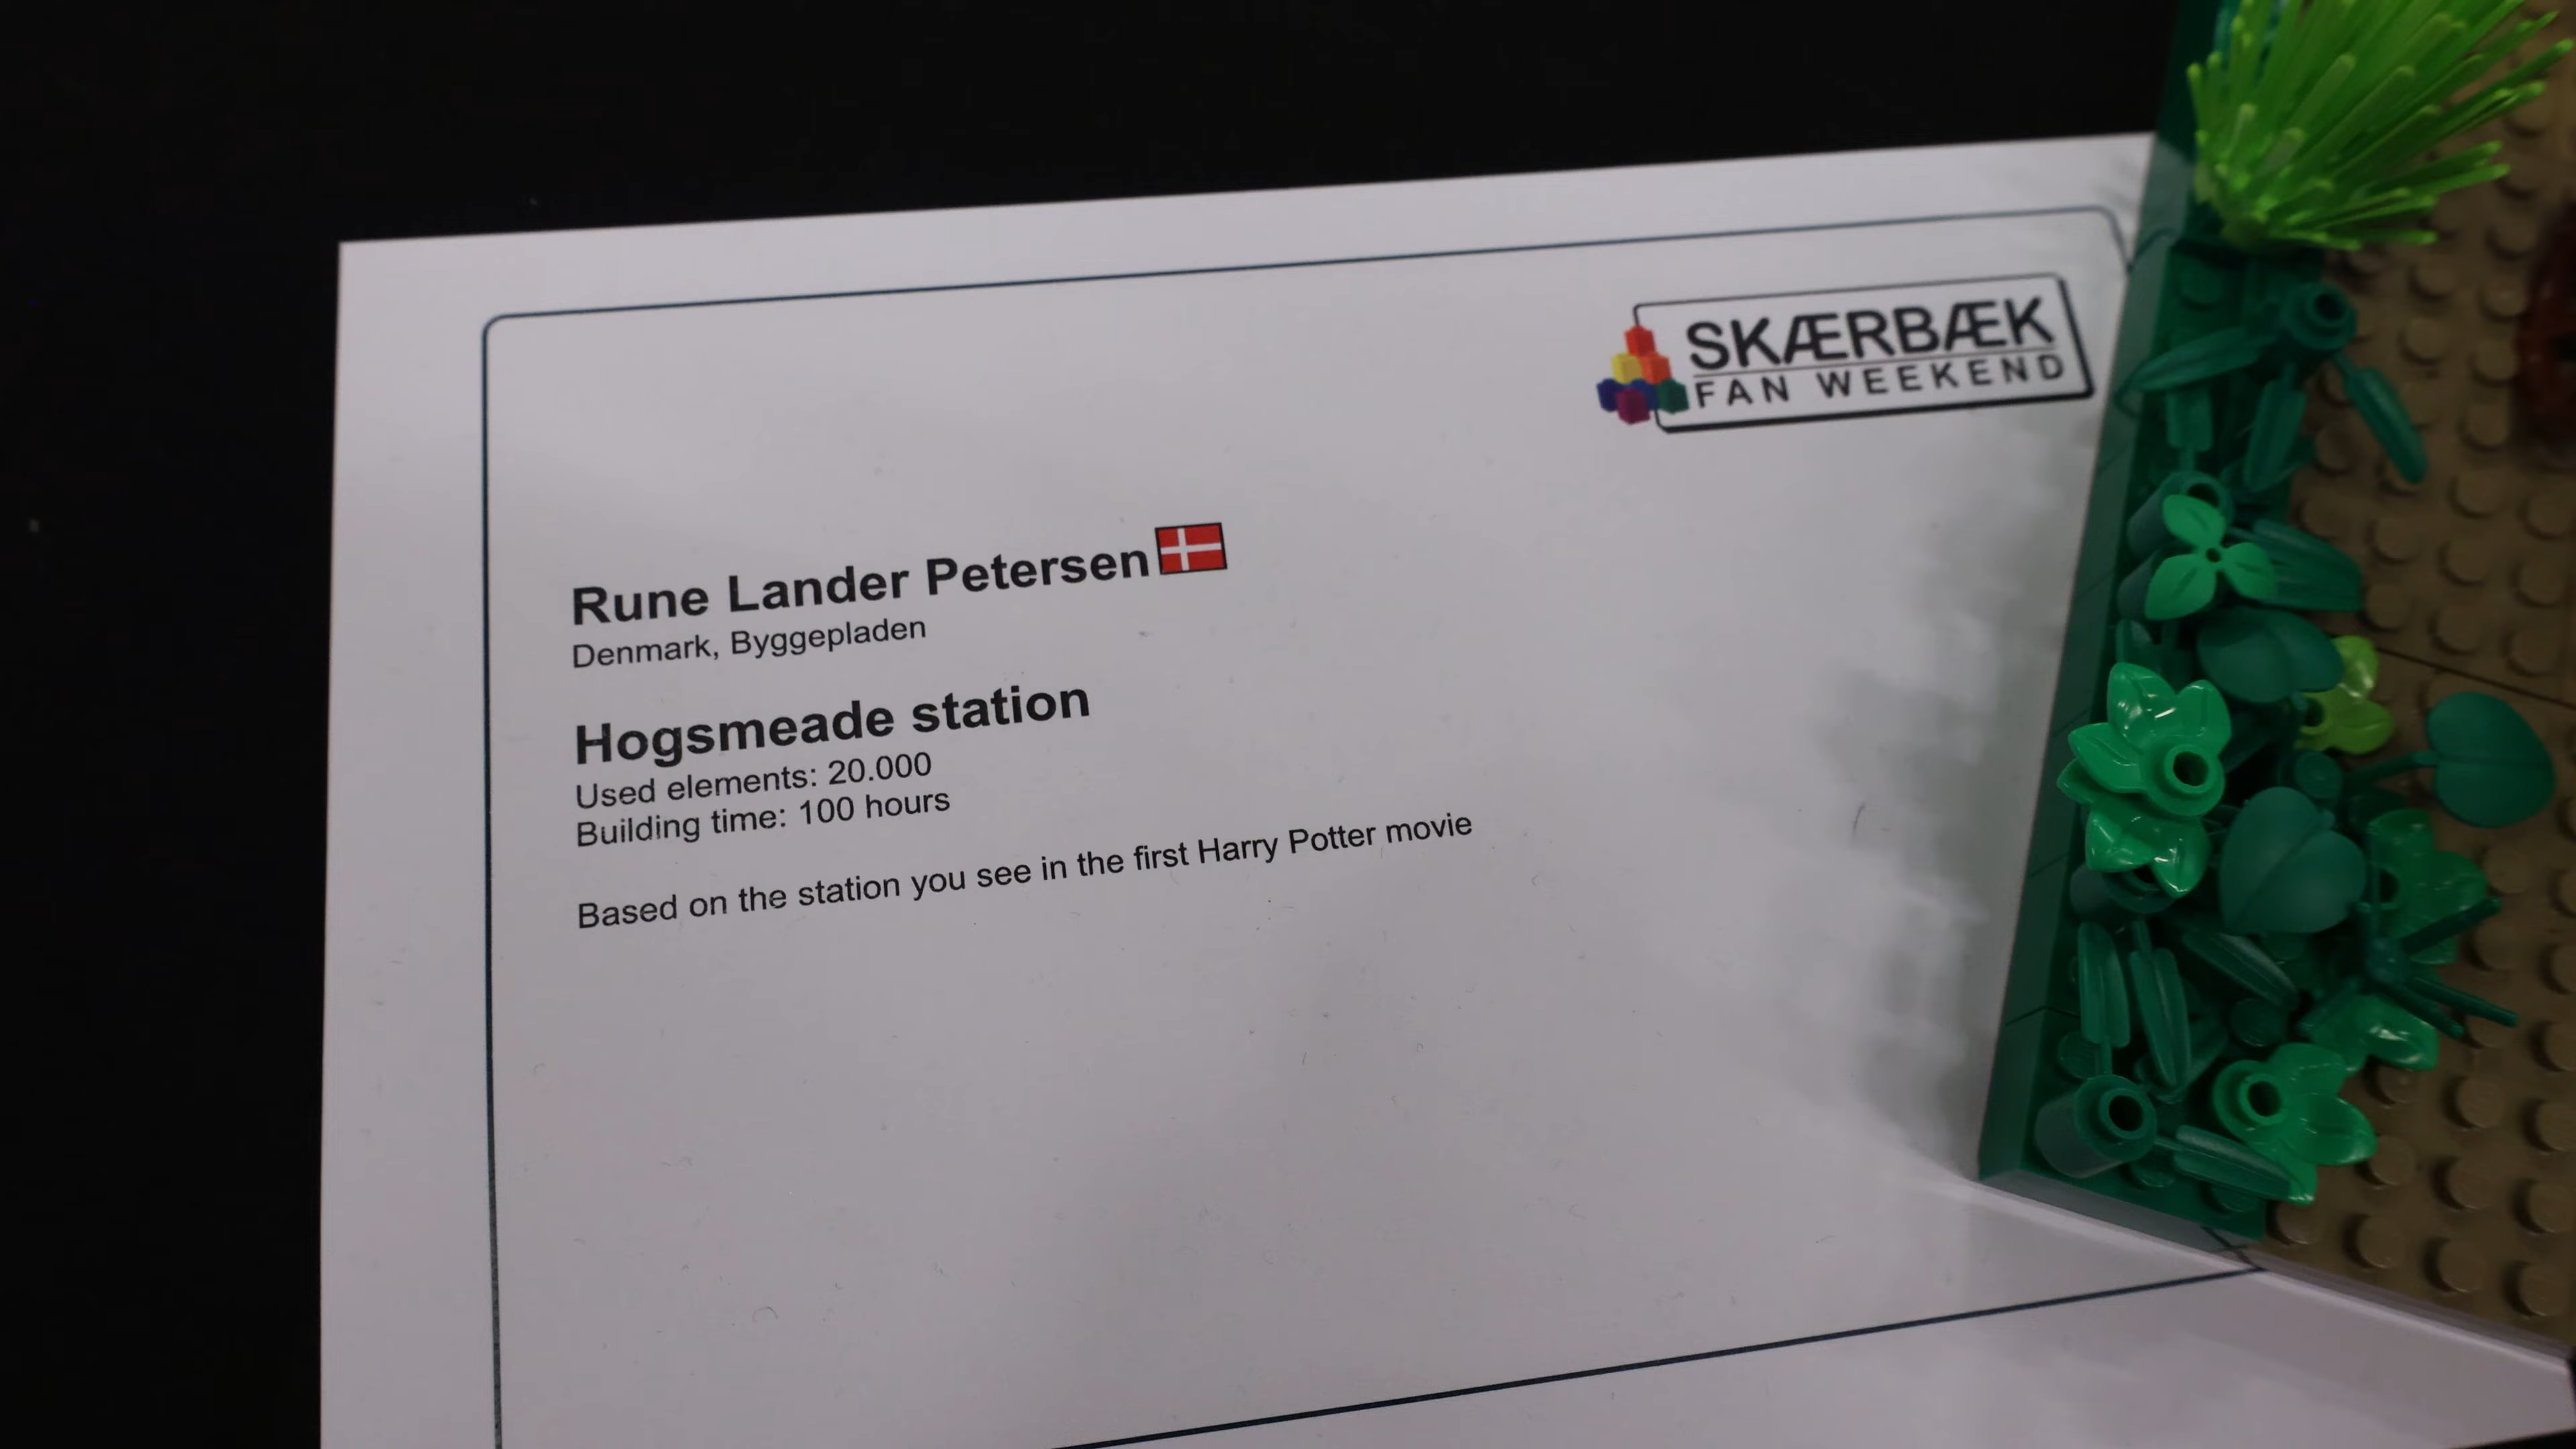 SKÆRBÆK
FAN WEEKEND
Rune Lander Petersen
Denmark, Byggepladen
Hogsmeade station
Used elements: 20.000
Building time: 100 hours
Based on the station you see in the first Harry Potter movie